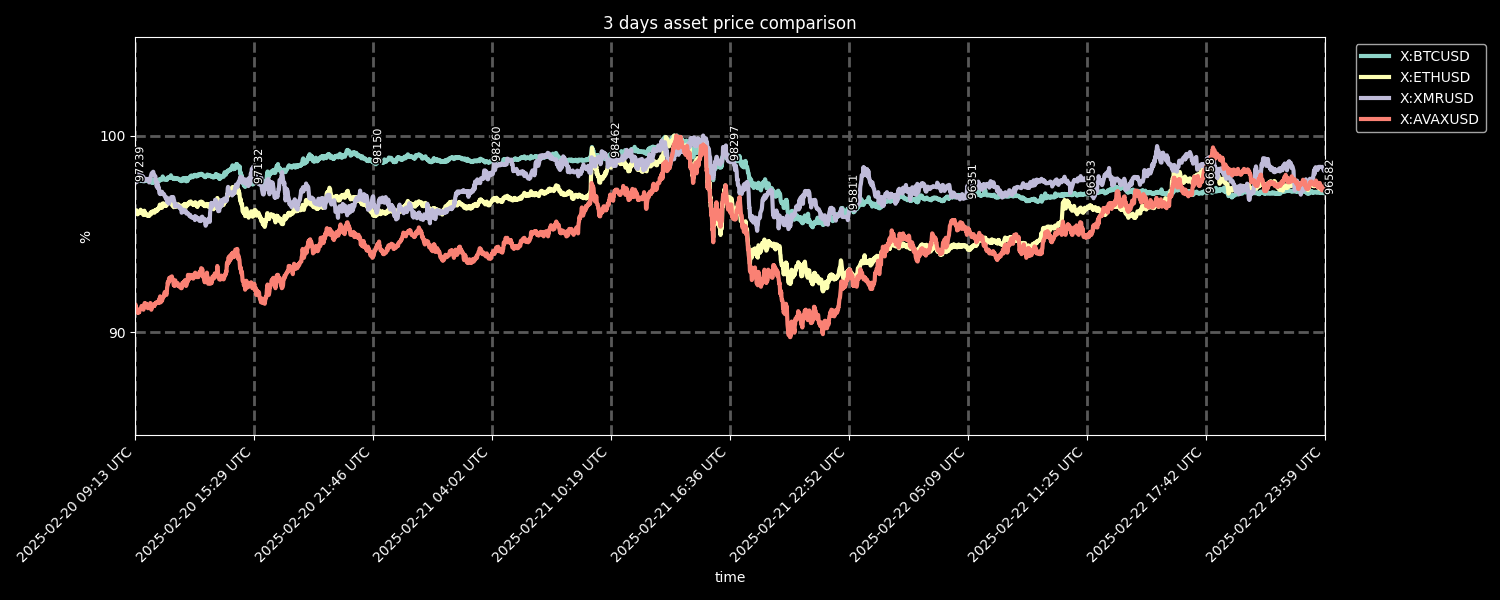 3 days asset price comparison
X:BTCUSD
X:ETHUSD
X:XMRUSD
X:AVAXUSD
100
90
%
97239
97132
98150
98260
98462
98297
95811
96351
96553
96658
96582
2025-02-20 09:13 UTC
2025-02-20 15:29 UTC
2025-02-20 21:46 UTC
2025-02-21 04:02 UTC
2025-02-21 10:19 UTC
2025-02-21 16:36 UTC
2025-02-21 22:52 UTC
2025-02-22 05:09 UTC
2025-02-22 11:25 UTC
2025-02-22 17:42 UTC
2025-02-22 23:59 UTC
time